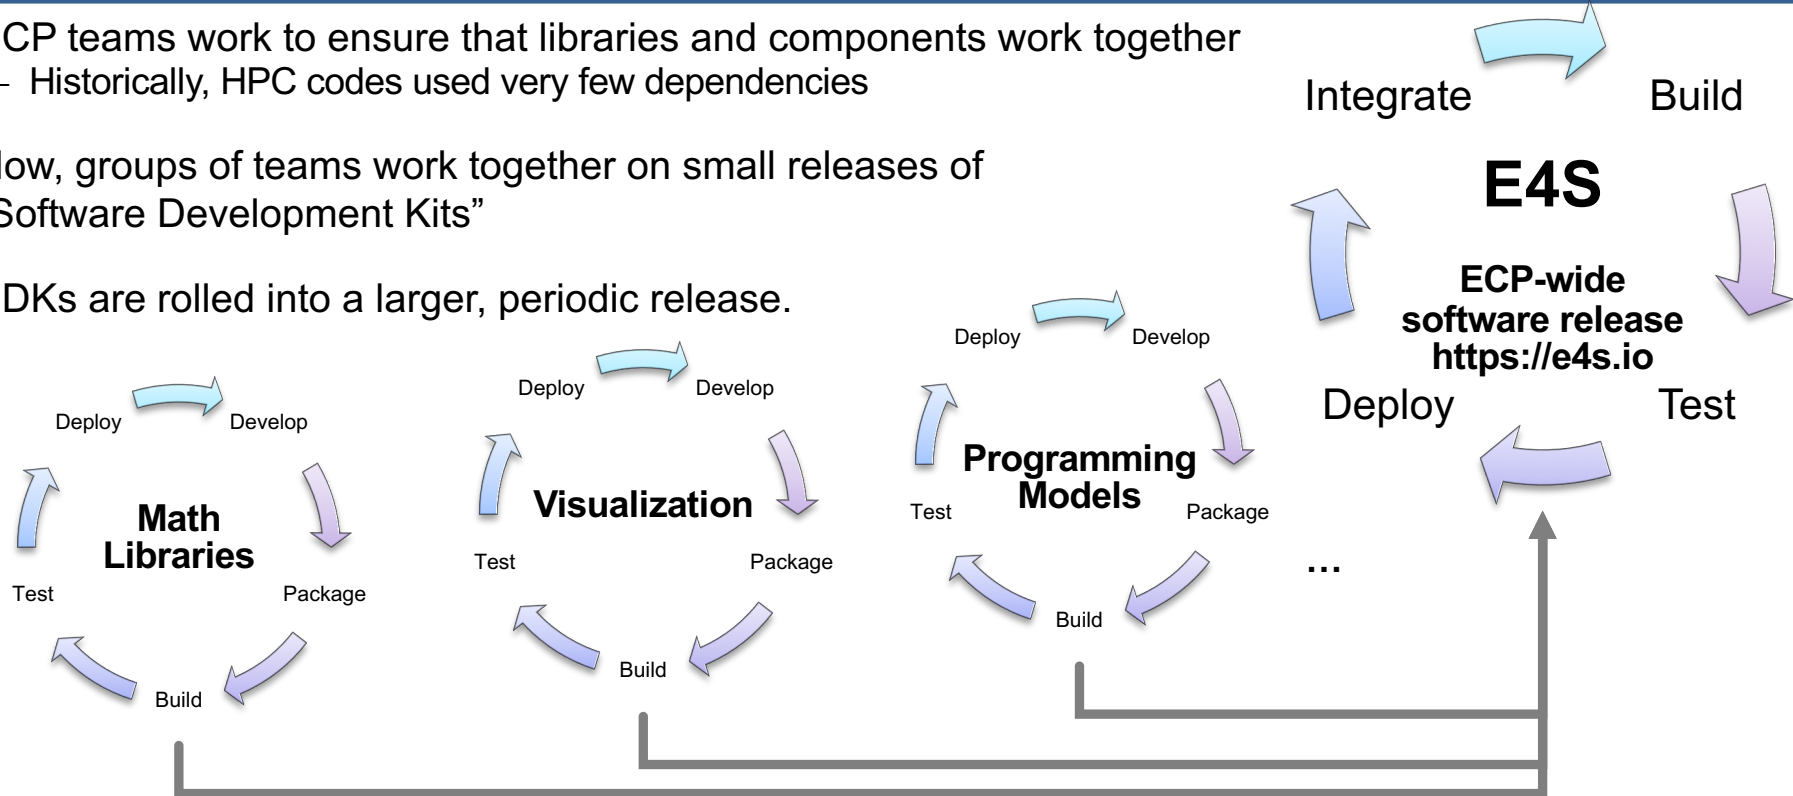 CP teams work to ensure that libraries and components work together
– Historically, HPC codes used very few dependencies
low, groups of teams work together on small releases of
Software Development Kits”
DKs are rolled into a larger, periodic release.
Integrate
Build
E4S
ECP-wide
software release
https://e4s.io
Deploy
Test
Deploy
Develop
Math
Libraries
Test
Package
Build
Deploy
Develop
Visualization
Test
Package
Build
Deploy
Develop
Programming
Models
Test
Package
Build
...